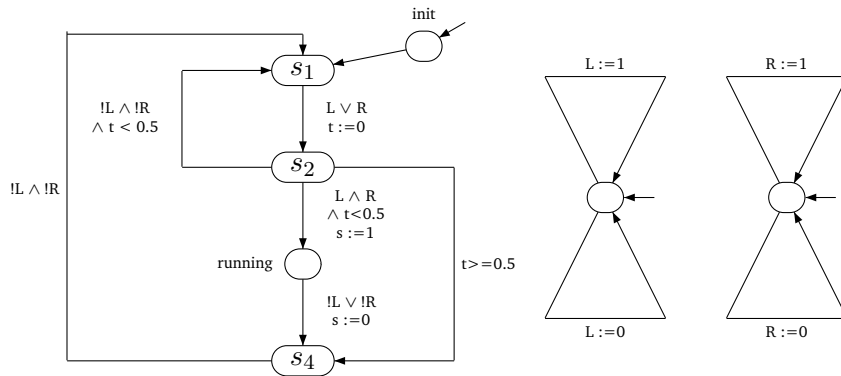 init
s₁
!L ∧ !R
∧ t < 0.5
L ∨ R
t :=0
s₂
!L ∧ !R
L ∧ R
∧ t<0.5
s :=1
running
t>=0.5
!L ∨ !R
s :=0
s₄
L :=1
L :=0
R :=1
R :=0